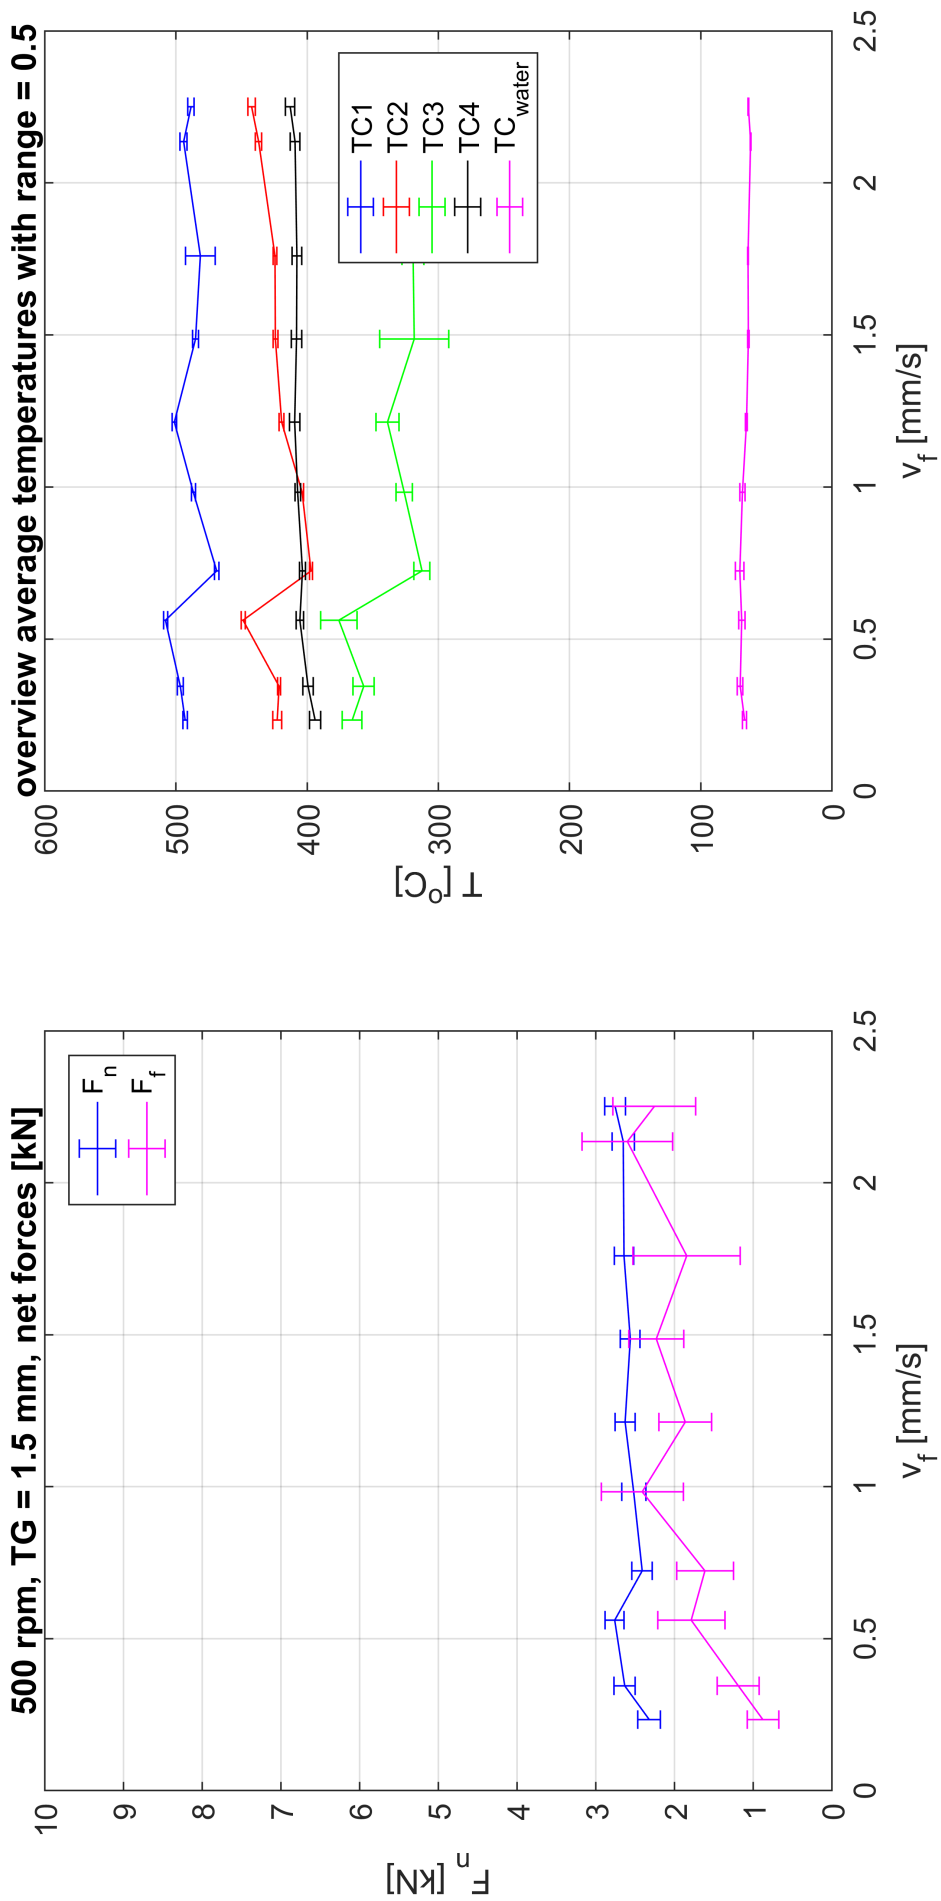 500 rpm, TG = 1.5 mm, net forces [kN]
F_n [kN]
10
9
8
7
6
5
4
3
2
1
0
0
0.5
1
1.5
2
2.5
v_f [mm/s]
F_n
F_f
overview average temperatures with range = 0.5
T [°C]
600
500
400
300
200
100
0
0
0.5
1
1.5
2
2.5
v_f [mm/s]
TC1
TC2
TC3
TC4
TC_water